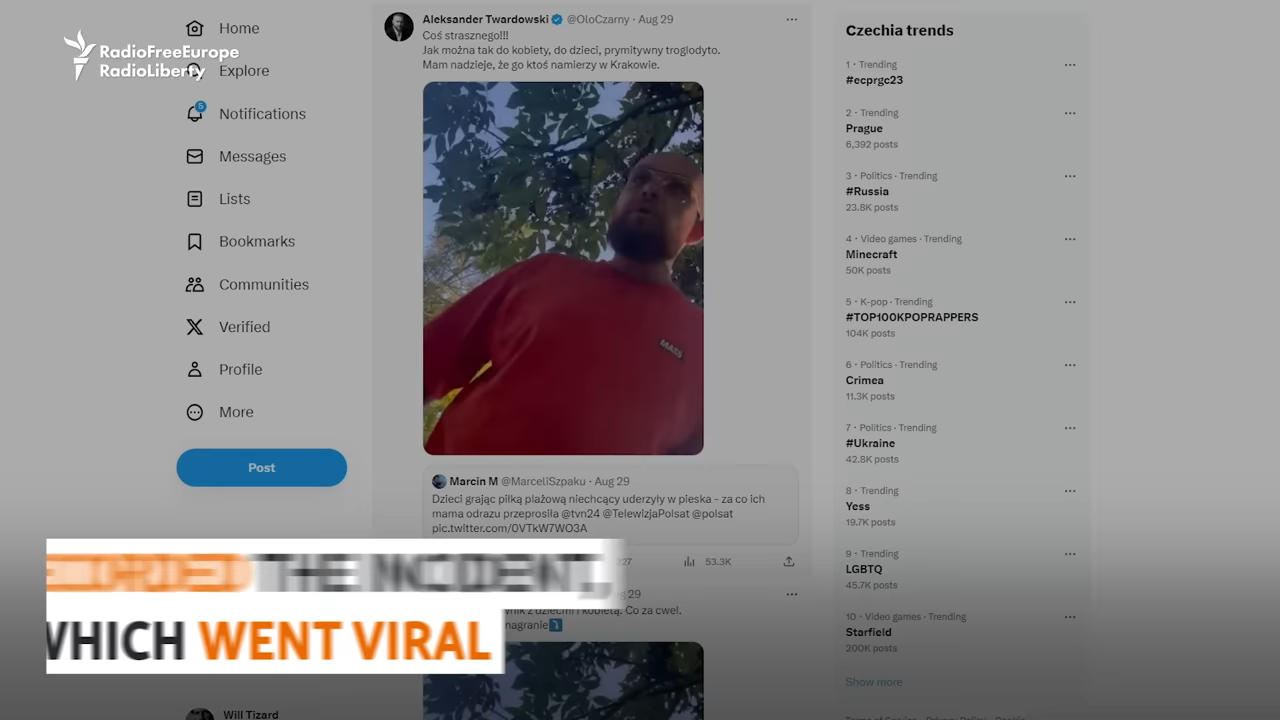 RadioFreeEurope
RadioLiberty
Home
Explore
Notifications
5
Messages
Lists
Bookmarks
Communities
Verified
Profile
More
Post
Will Tizard
Aleksander Twardowski @OloCzarny · Aug 29
Coś strasznego!!!
Jak można tak do kobiety, do dzieci, prymitywny troglodyto.
Mam nadzieje, że go ktoś namierzy w Krakowie.
MASS
Marcin M @MarceliSzpaku · Aug 29
Dzieci grając piłką plażową niechcący uderzyły w pieska - za co ich
mama odrazu przeprosiła @tvn24 @TelewizjaPolsat @polsat
pic.twitter.com/0VTkW7WO3A
53.3K
29
z dziećmi i kobietą. Co za cwel.
THE INCIDENT,
WHICH WENT VIRAL
Czechia trends
1 · Trending
#ecprgc23
2 · Trending
Prague
6,392 posts
3 · Politics · Trending
#Russia
23.8K posts
4 · Video games · Trending
Minecraft
50K posts
5 · K-pop · Trending
#TOP100KPOPRAPPERS
104K posts
6 · Politics · Trending
Crimea
11.3K posts
7 · Politics · Trending
#Ukraine
42.8K posts
8 · Trending
Yess
19.7K posts
9 · Trending
LGBTQ
45.7K posts
10 · Video games · Trending
Starfield
200K posts
Show more